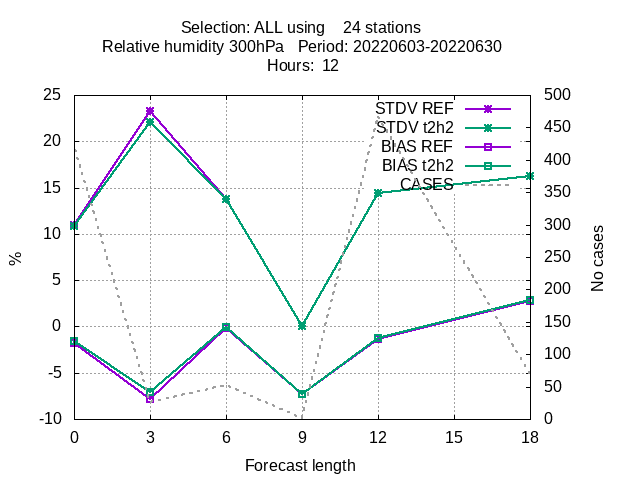 Selection: ALL using    24 stations
Relative humidity 300hPa   Period: 20220603-20220630
Hours:  12
25
20
15
10
5
0
-5
-10
%
500
450
400
350
300
250
200
150
100
50
0
No cases
STDV REF
STDV t2h2
BIAS REF
BIAS t2h2
CASES
0 3 6 9 12 15 18
Forecast length